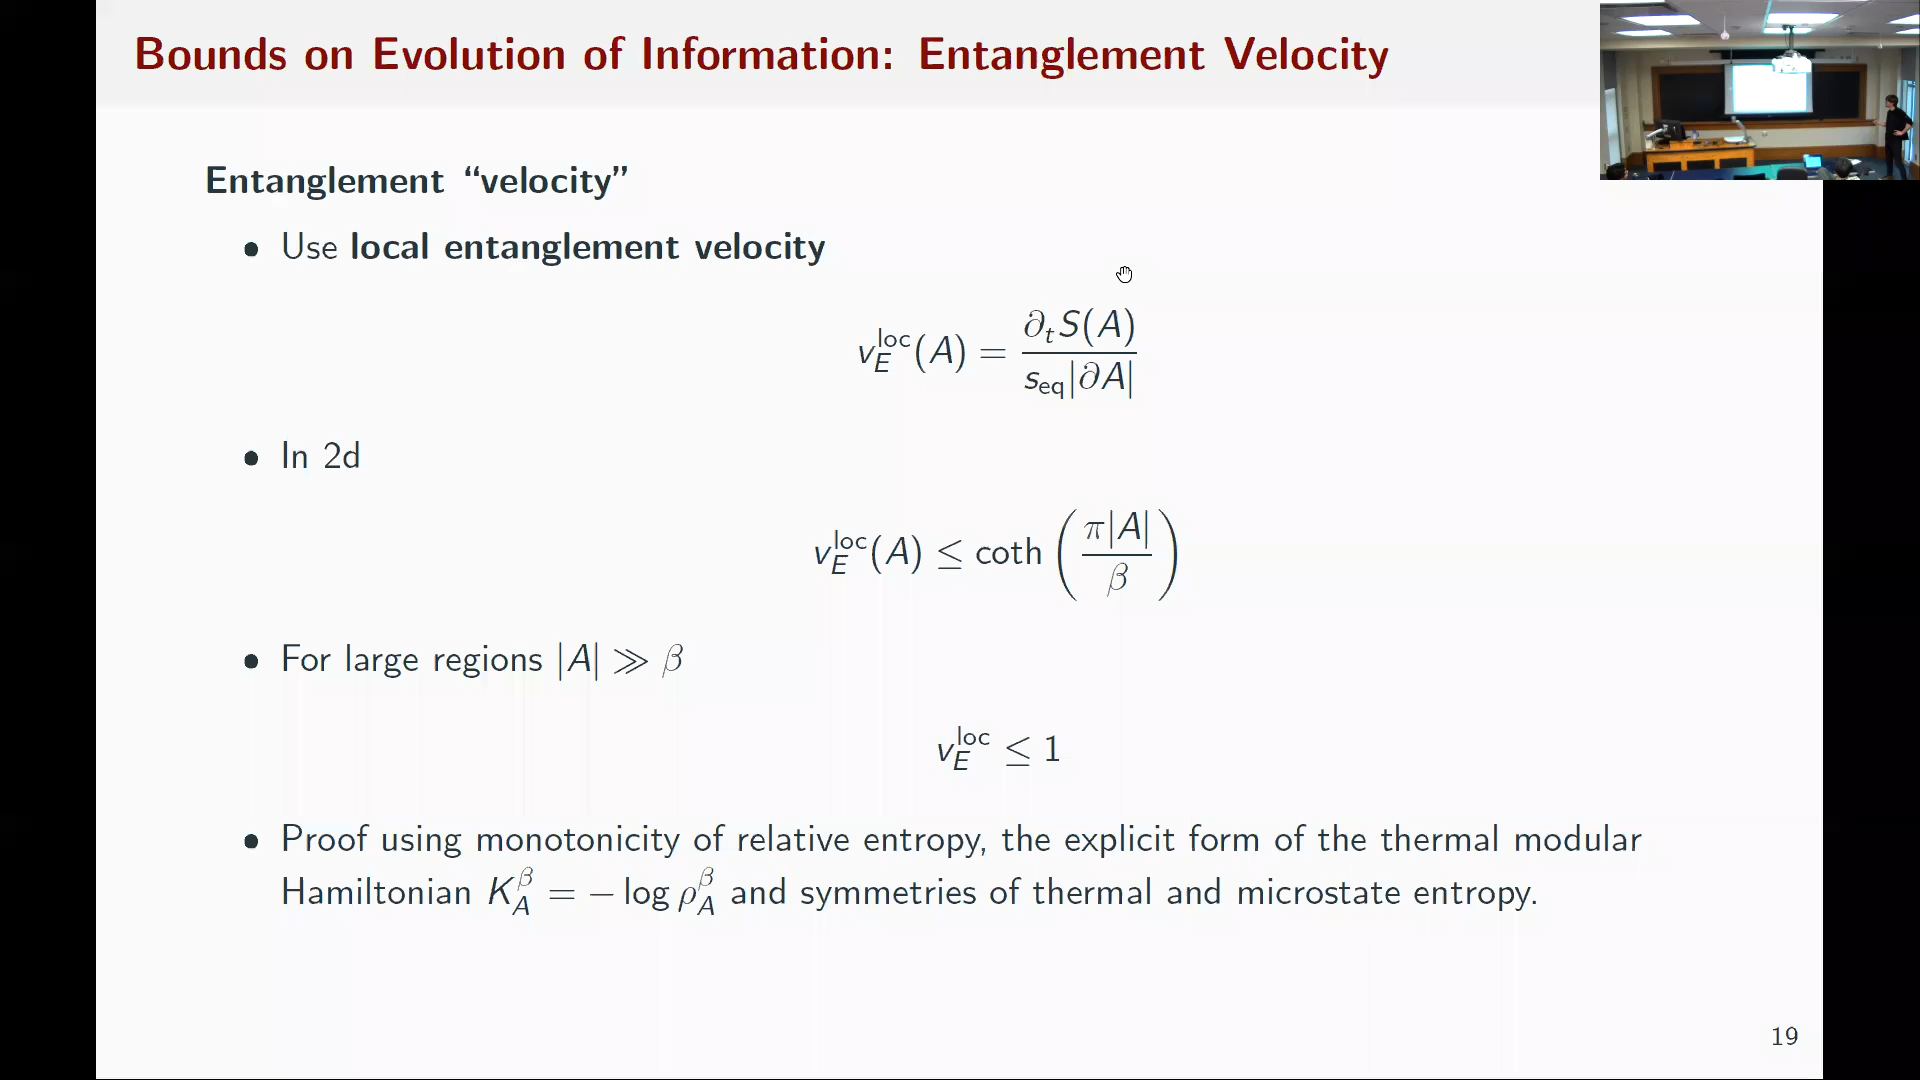 Bounds on Evolution of Information: Entanglement Velocity
Entanglement “velocity”
• Use local entanglement velocity
v_E^loc(A) = ∂_t S(A) / s_eq|∂A|
• In 2d
v_E^loc(A) ≤ coth (π|A| / β)
• For large regions |A| ≫ β
v_E^loc ≤ 1
• Proof using monotonicity of relative entropy, the explicit form of the thermal modular
Hamiltonian K_A^β = − log ρ_A^β and symmetries of thermal and microstate entropy.
19